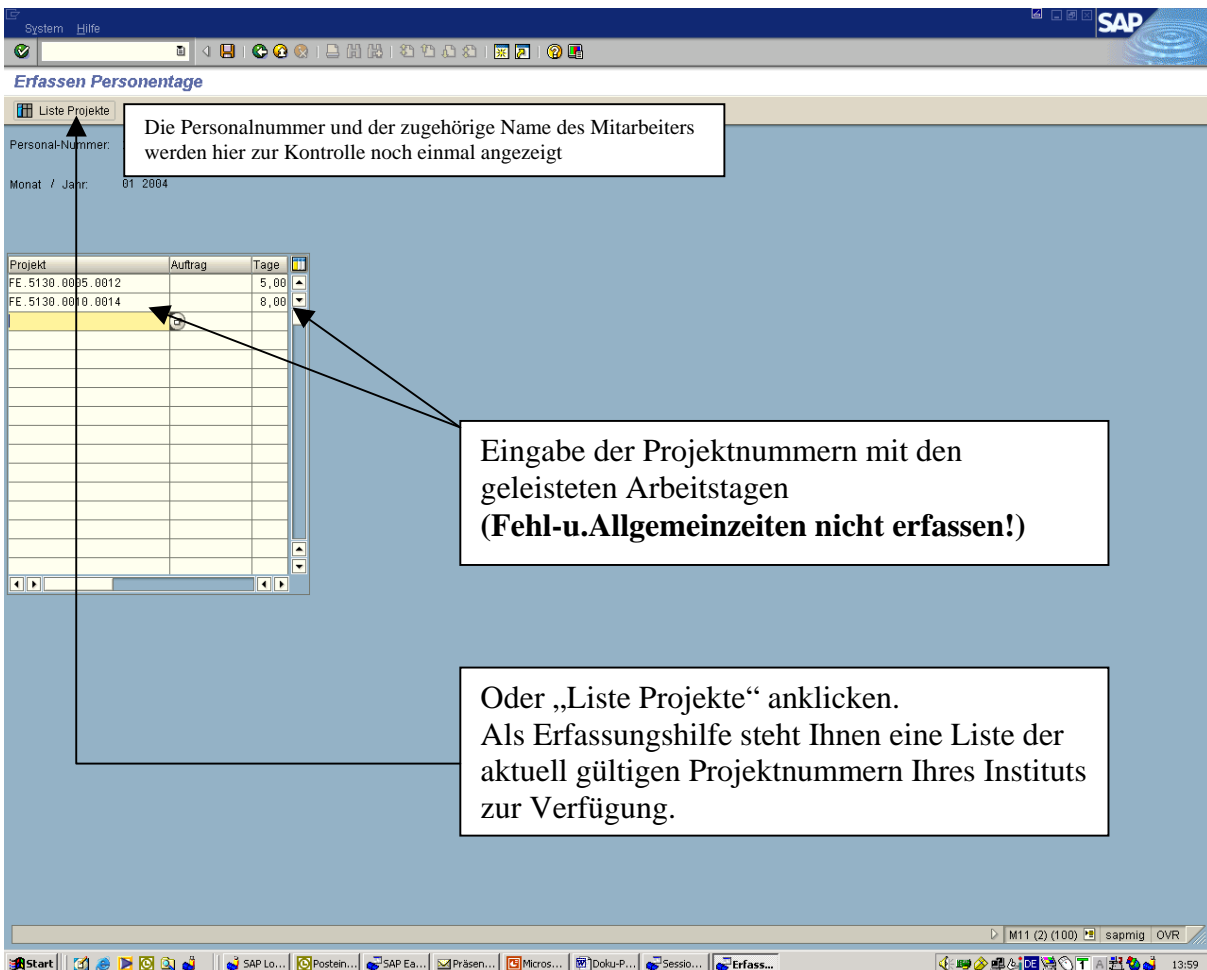 System Hilfe
SAP
Erfassen Personentage
Liste Projekte
Die Personalnummer und der zugehörige Name des Mitarbeiters
werden hier zur Kontrolle noch einmal angezeigt
Personal-Nummer:
Monat / Jahr: 01 2004
Projekt Auftrag Tage
FE.5130.0005.0012 5,00
FE.5130.0010.0014 8,00
Eingabe der Projektnummern mit den
geleisteten Arbeitstagen
(Fehl-u.Allgemeinzeiten nicht erfassen!)
Oder „Liste Projekte“ anklicken.
Als Erfassungshilfe steht Ihnen eine Liste der
aktuell gültigen Projektnummern Ihres Instituts
zur Verfügung.
M11 (2) (100) sapmig OVR
Start SAP Lo... Postein... SAP Ea... Präsen... Micros... Doku-P... Sessio... Erfass... DE 13:59